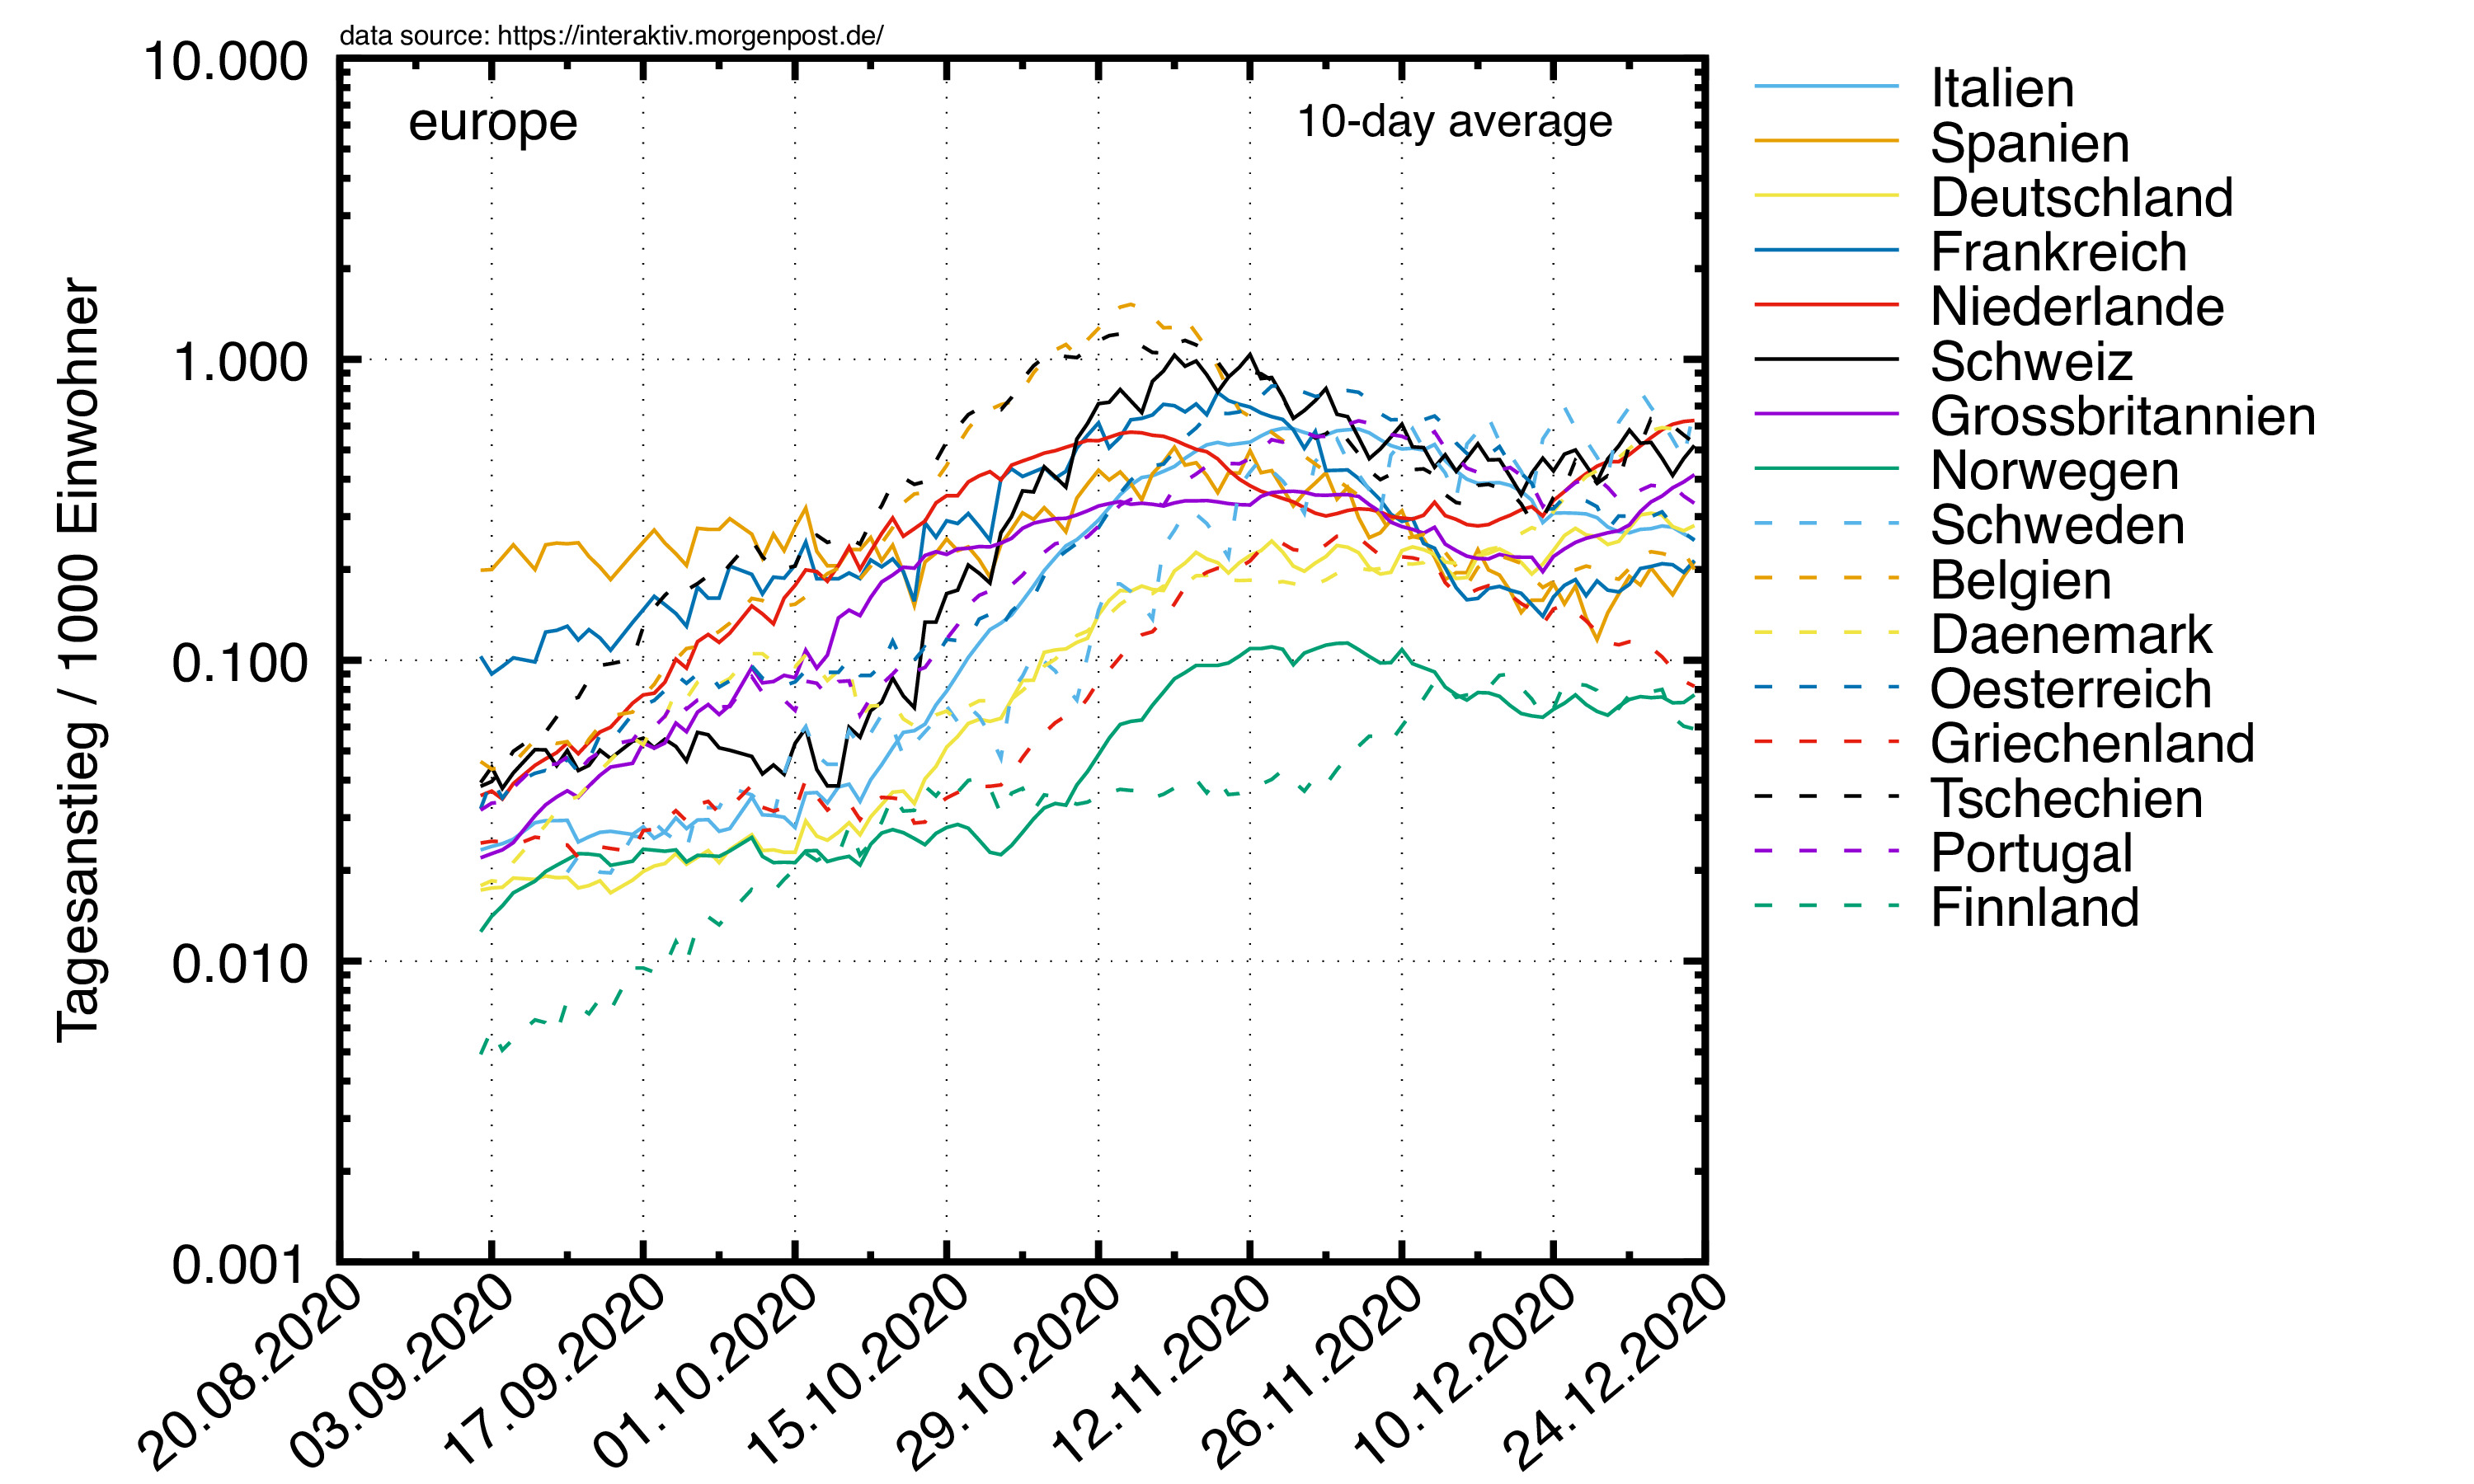 data source: https://interaktiv.morgenpost.de/
10.000
1.000
0.100
0.010
0.001
Tagessanstieg / 1000 Einwohner
europe
10-day average
Italien
Spanien
Deutschland
Frankreich
Niederlande
Schweiz
Grossbritannien
Norwegen
Schweden
Belgien
Daenemark
Oesterreich
Griechenland
Tschechien
Portugal
Finnland
20.08.2020
03.09.2020
17.09.2020
01.10.2020
15.10.2020
29.10.2020
12.11.2020
26.11.2020
10.12.2020
24.12.2020